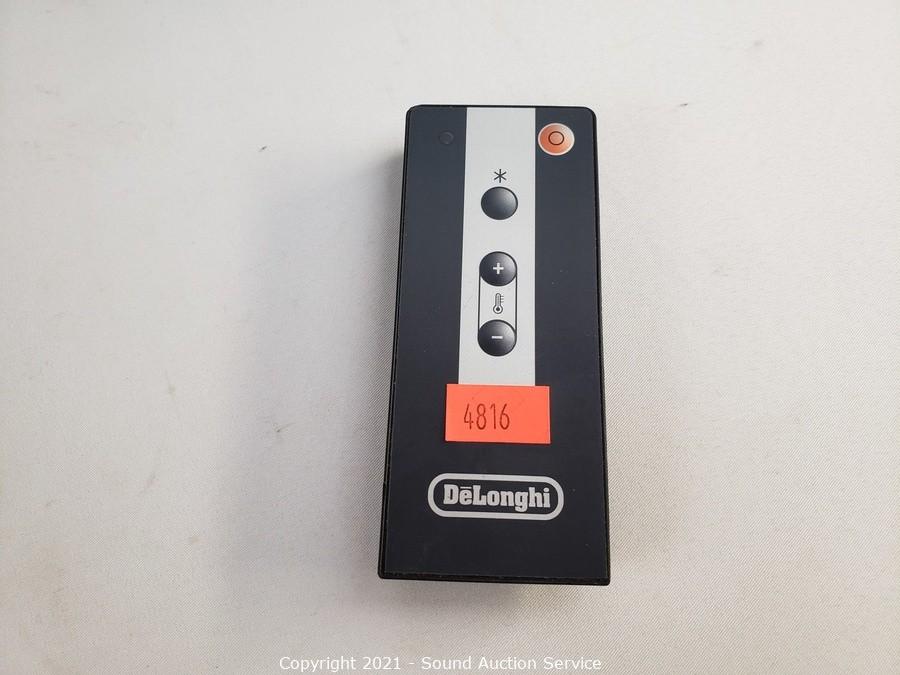 +
-
4816
DēLonghi
Copyright 2021 - Sound Auction Service